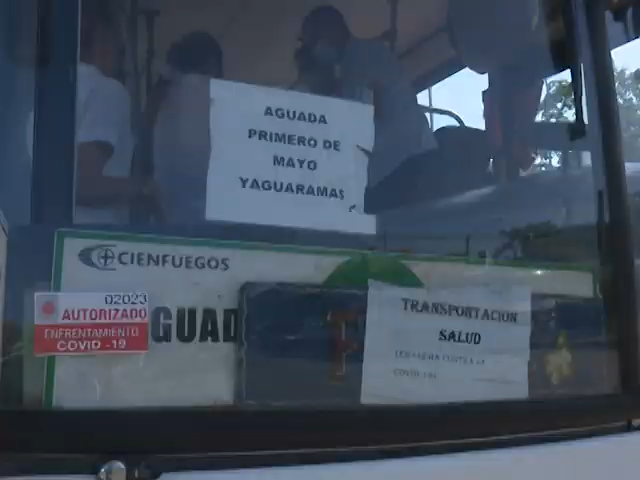 AGUADA
PRIMERO DE
MAYO
YAGUARAMAS
CIENFUEGOS
02023
AUTORIZADO
ENFRENTAMIENTO
COVID -19
GUAD
TRANSPORTACION
SALUD